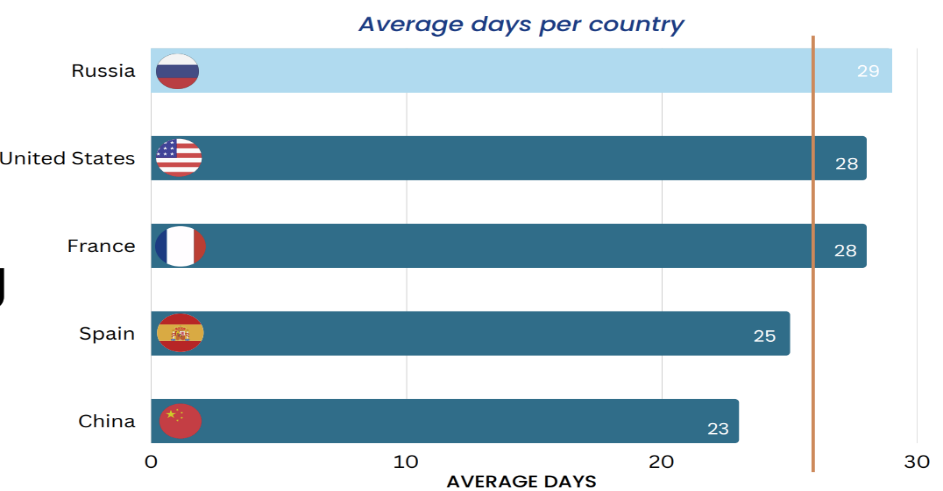 Average days per country
Russia 29
United States 28
France 28
Spain 25
China 23
0 10 20 30
AVERAGE DAYS